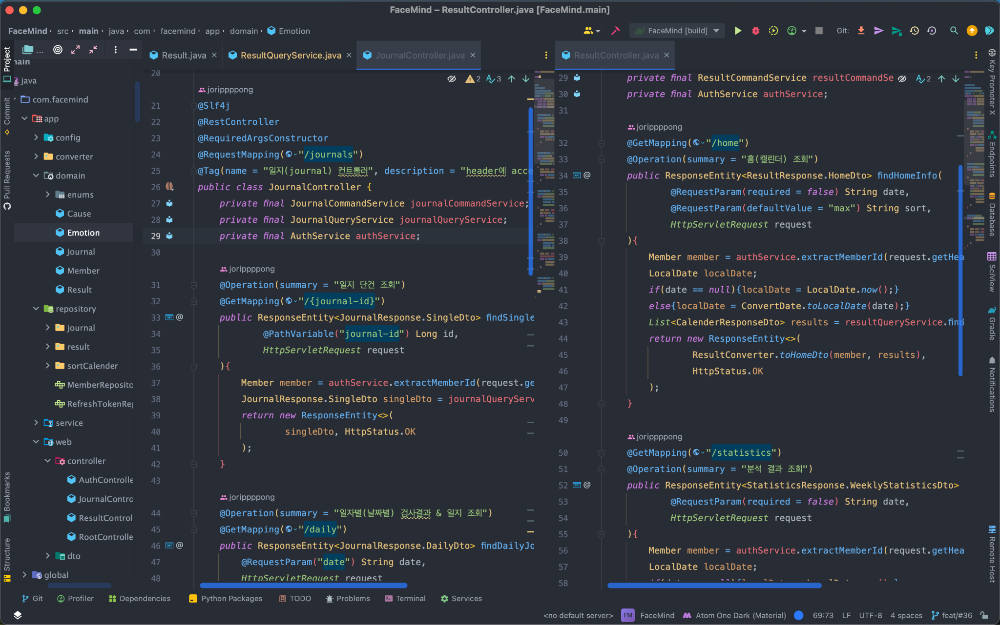 FaceMind – ResultController.java [FaceMind.main]
FaceMind › src › main › java › com › facemind › app › domain › Emotion
FaceMind [build]
Git:
Project
Commit
Pull Requests
Bookmarks
Structure
java
com.facemind
app
config
converter
domain
enums
Cause
Emotion
Journal
Member
Result
repository
journal
result
sortCalender
MemberReposito
RefreshTokenRe
service
web
controller
AuthControlle
JournalContro
ResultControl
RootControlle
dto
global
Result.java
ResultQueryService.java
JournalController.java
2 3
20
jorippppong
21 @Slf4j
22 @RestController
23 @RequiredArgsConstructor
24 @RequestMapping("/journals")
25 @Tag(name = "일지(journal) 컨트롤러", description = "header에 acce
26 public class JournalController {
27 private final JournalCommandService journalCommandService;
28 private final JournalQueryService journalQueryService;
29 private final AuthService authService;
30
jorippppong
31 @Operation(summary = "일지 단건 조회")
32 @GetMapping("/{journal-id}")
33 public ResponseEntity<JournalResponse.SingleDto> findSingle
34 @PathVariable("journal-id") Long id,
35 HttpServletRequest request
36 ){
37 Member member = authService.extractMemberId(request.ge
38 JournalResponse.SingleDto singleDto = journalQueryServ
39 return new ResponseEntity<>(
40 singleDto, HttpStatus.OK
41 );
42 }
43
jorippppong
44 @Operation(summary = "일자별(날짜별) 검사결과 & 일지 조회")
45 @GetMapping("/daily")
46 public ResponseEntity<JournalResponse.DailyDto> findDailyJo
47 @RequestParam("date") String date,
48 HttpServletRequest request
ResultController.java
2
29 private final ResultCommandService resultCommandSe
30 private final AuthService authService;
31
jorippppong
32 @GetMapping("/home")
33 @Operation(summary = "홈(캘린더) 조회")
34 public ResponseEntity<ResultResponse.HomeDto> findHomeInfo(
35 @RequestParam(required = false) String date,
36 @RequestParam(defaultValue = "max") String sort,
37 HttpServletRequest request
38 ){
39 Member member = authService.extractMemberId(request.getHea
40 LocalDate localDate;
41 if(date == null){localDate = LocalDate.now();}
42 else{localDate = ConvertDate.toLocalDate(date);}
43 List<CalenderResponseDto> results = resultQueryService.find
44 return new ResponseEntity<>(
45 ResultConverter.toHomeDto(member, results),
46 HttpStatus.OK
47 );
48 }
49
jorippppong
50 @GetMapping("/statistics")
51 @Operation(summary = "분석 결과 조회")
52 public ResponseEntity<StatisticsResponse.WeeklyStatisticsDto>
53 @RequestParam(required = false) String date,
54 HttpServletRequest request
55 ){
56 Member member = authService.extractMemberId(request.getHea
57 LocalDate localDate;
58
Key Promoter X
Endpoints
Database
SciView
Gradle
Notifications
Remote Host
Git
Profiler
Dependencies
Python Packages
TODO
Problems
Terminal
Services
<no default server>
FM FaceMind
Atom One Dark (Material)
69:73
LF
UTF-8
4 spaces
feat/#36